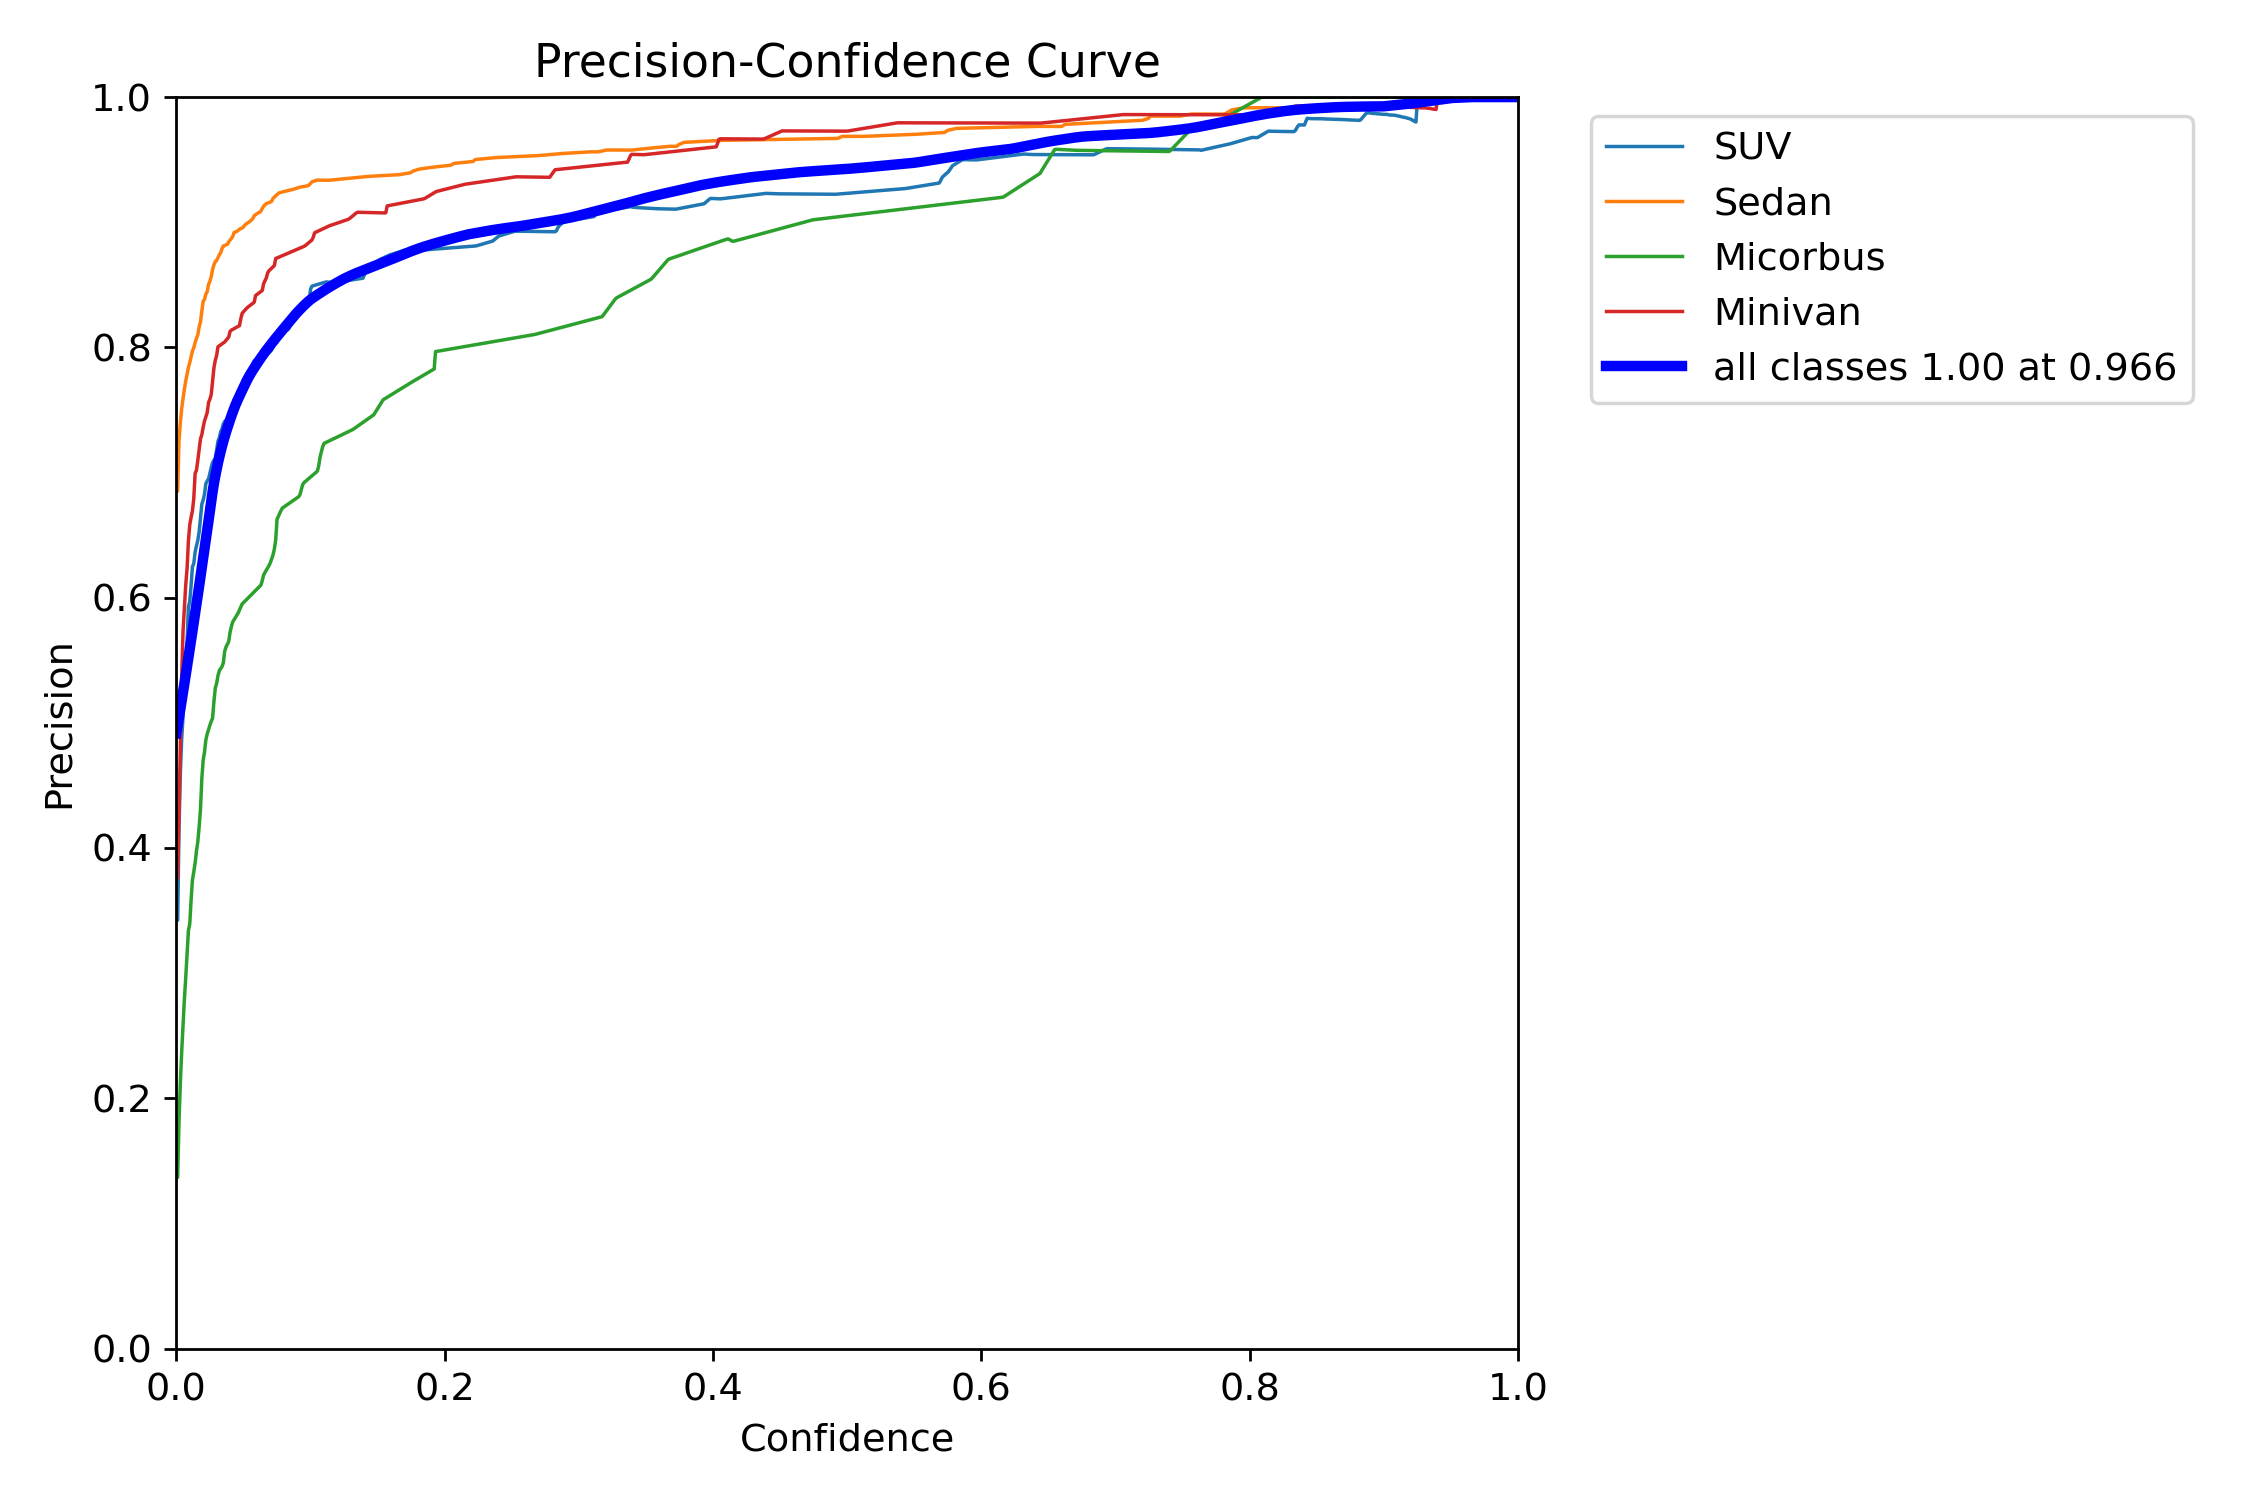 Precision-Confidence Curve
1.0
0.8
0.6
0.4
0.2
0.0
Precision
0.0 0.2 0.4 0.6 0.8 1.0
Confidence
SUV
Sedan
Micorbus
Minivan
all classes 1.00 at 0.966